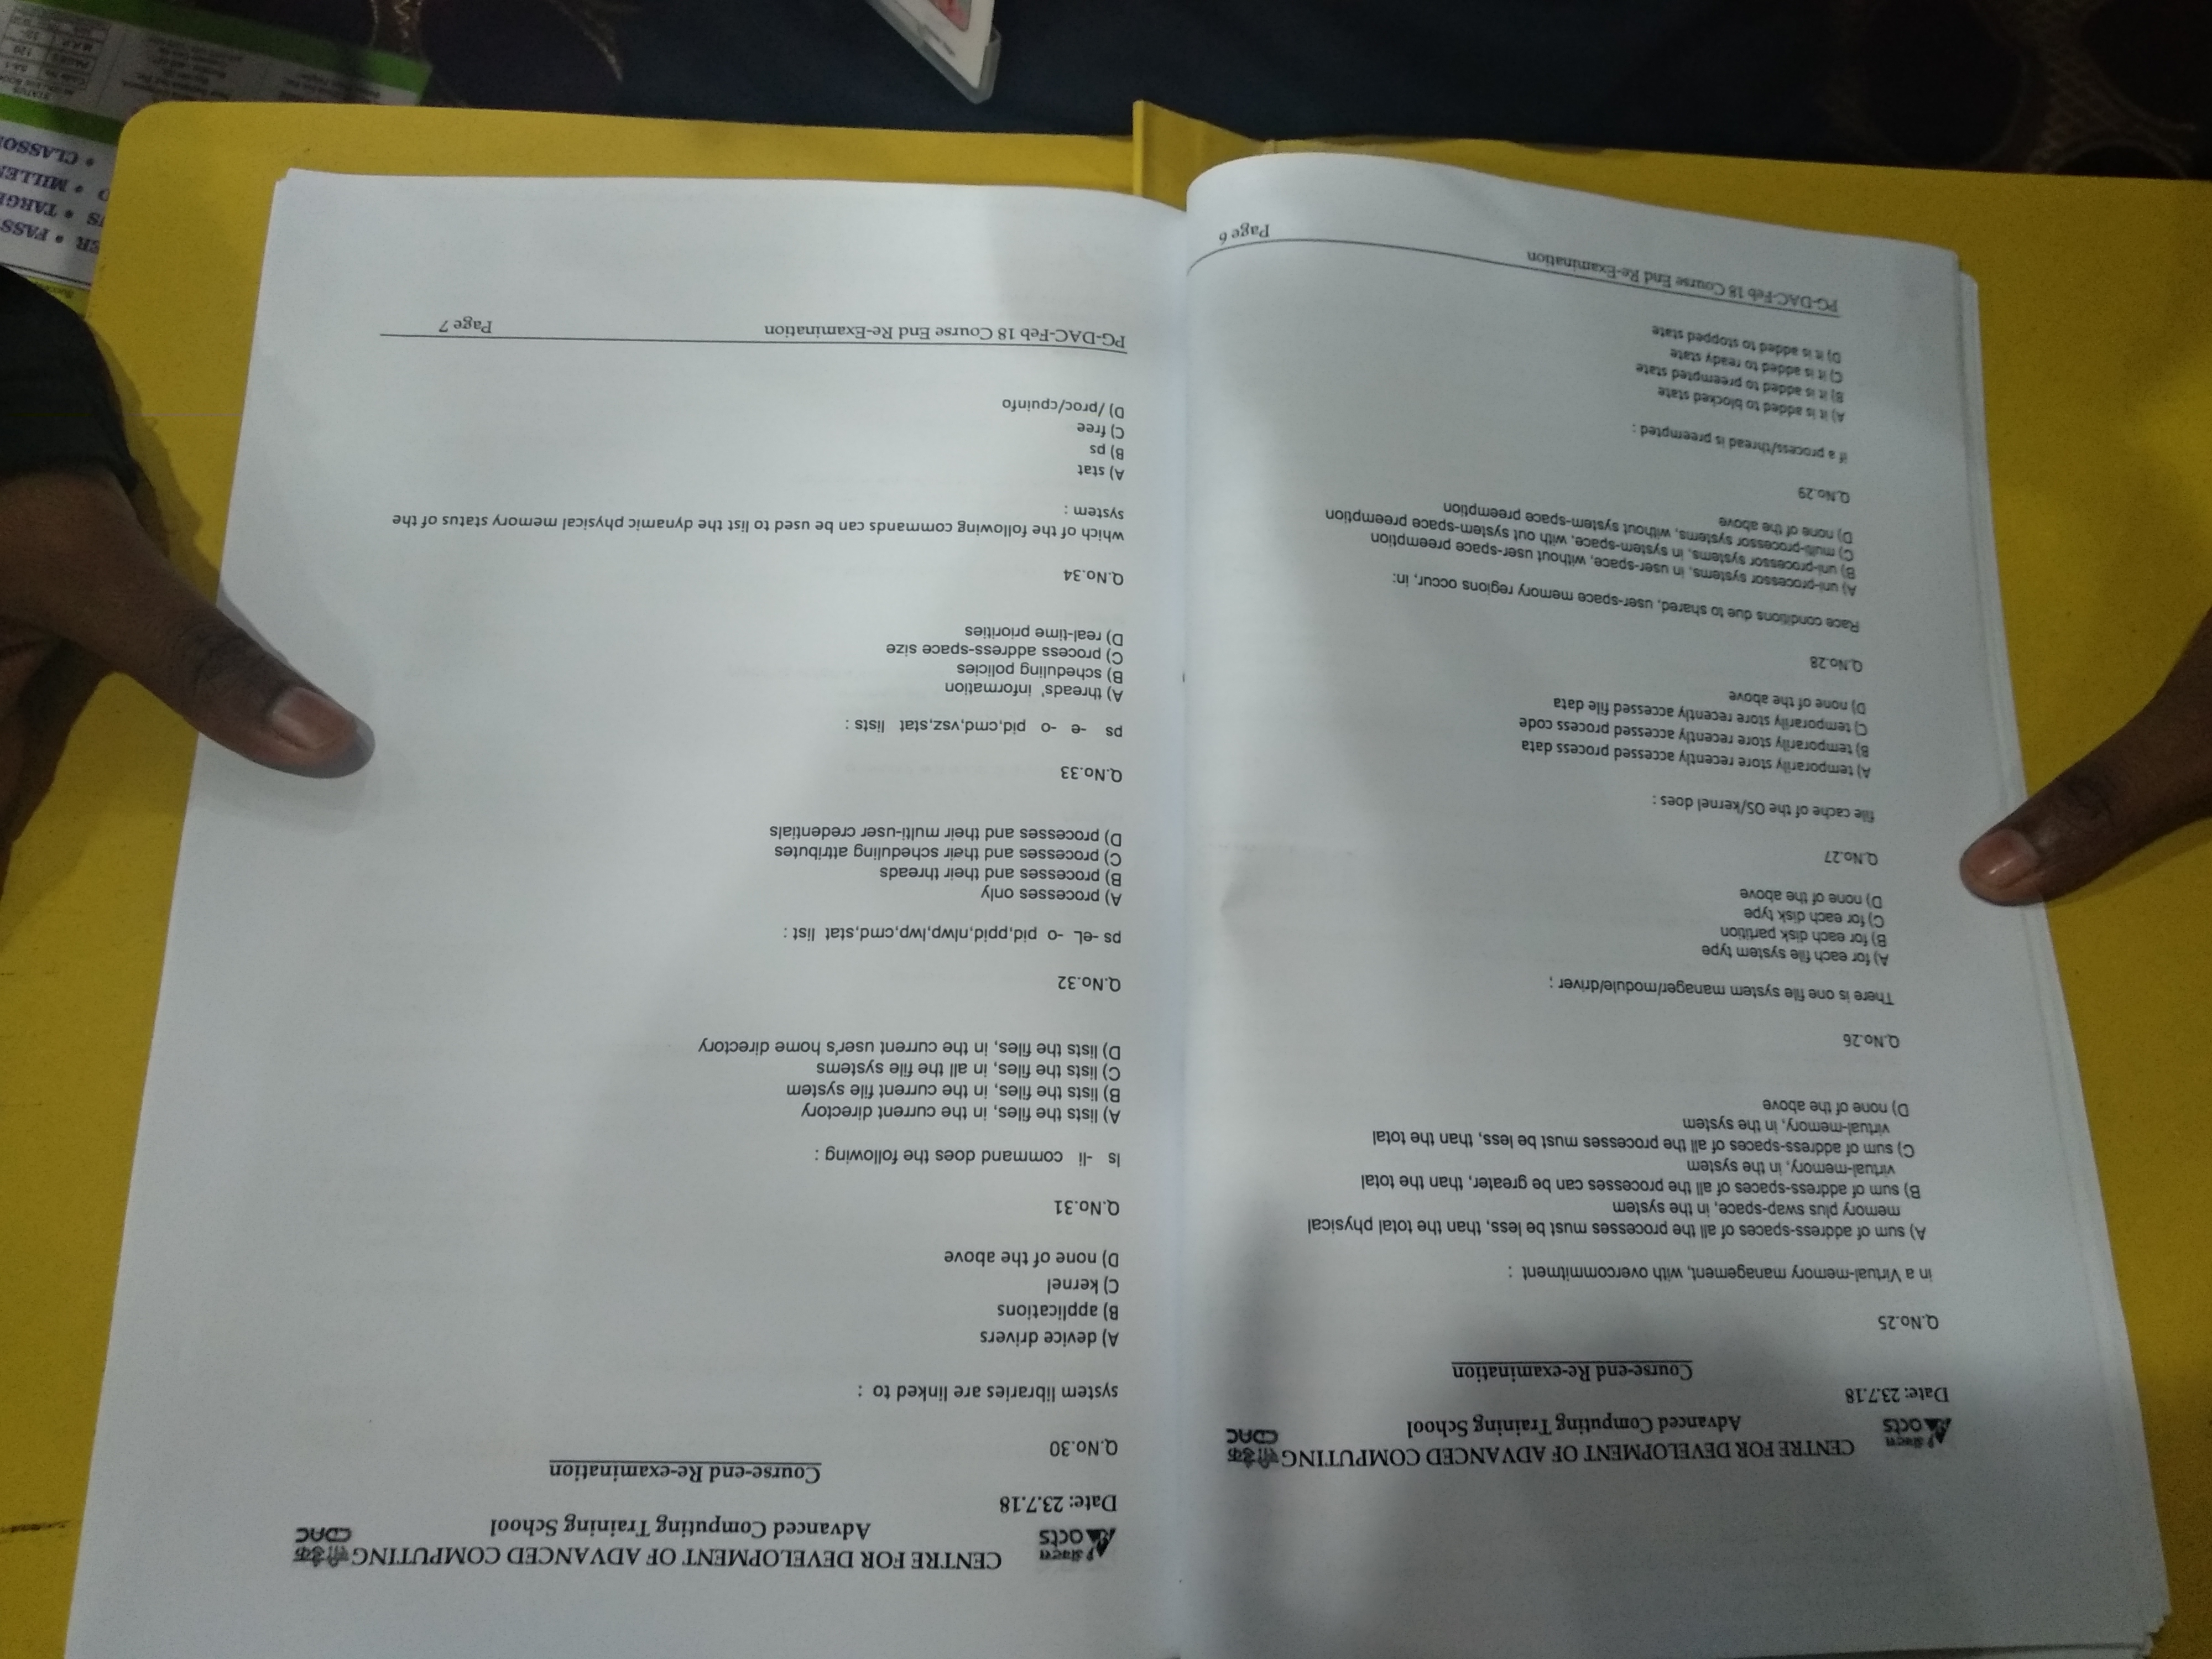 अ‍ॅक्टस
acts
CENTRE FOR DEVELOPMENT OF ADVANCED COMPUTING
सी डैक
CDAC
Advanced Computing Training School
Date: 23.7.18
Course-end Re-examination
Q.No.25
in a Virtual-memory management, with overcommitment :
A) sum of address-spaces of all the processes must be less, than the total physical
memory plus swap-space, in the system
B) sum of address-spaces of all the processes can be greater, than the total
virtual-memory, in the system
C) sum of address-spaces of all the processes must be less, than the total
virtual-memory, in the system
D) none of the above
Q.No.26
There is one file system manager/module/driver ;
A) for each file system type
B) for each disk partition
C) for each disk type
D) none of the above
Q.No.27
file cache of the OS/kernel does :
A) temporarily store recently accessed process data
B) temporarily store recently accessed process code
C) temporarily store recently accessed file data
D) none of the above
Q.No.28
Race conditions due to shared, user-space memory regions occur, in:
A) uni-processor systems, in user-space, without user-space preemption
B) uni-processor systems, in system-space, with out system-space preemption
C) multi-processor systems, without system-space preemption
D) none of the above
Q.No.29
if a process/thread is preempted :
A) it is added to blocked state
B) it is added to preempted state
C) it is added to ready state
D) it is added to stopped state
PG-DAC-Feb 18 Course End Re-Examination
Page 6
अ‍ॅक्टस
acts
CENTRE FOR DEVELOPMENT OF ADVANCED COMPUTING
सी डैक
CDAC
Advanced Computing Training School
Date: 23.7.18
Course-end Re-examination
Q.No.30
system libraries are linked to :
A) device drivers
B) applications
C) kernel
D) none of the above
Q.No.31
ls -li command does the following :
A) lists the files, in the current directory
B) lists the files, in the current file system
C) lists the files, in all the file systems
D) lists the files, in the current user's home directory
Q.No.32
ps -eL -o pid,ppid,nlwp,lwp,cmd,stat list :
A) processes only
B) processes and their threads
C) processes and their scheduling attributes
D) processes and their multi-user credentials
Q.No.33
ps -e -o pid,cmd,vsz,stat lists :
A) threads' information
B) scheduling policies
C) process address-space size
D) real-time priorities
Q.No.34
which of the following commands can be used to list the dynamic physical memory status of the
system :
A) stat
B) ps
C) free
D) /proc/cpuinfo
PG-DAC-Feb 18 Course End Re-Examination
Page 7
ER • FASS
• TARG
• MILLE
• CLASSO